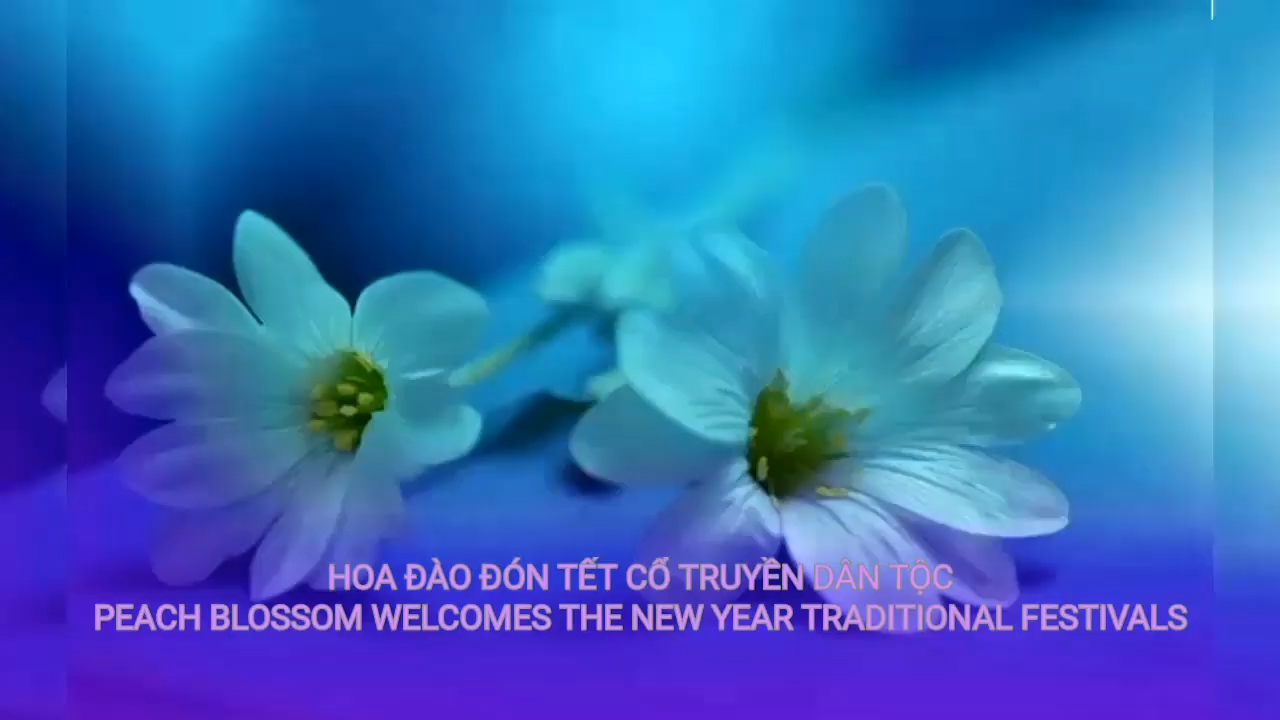 HOA ĐÀO ĐÓN TẾT CỔ TRUYỀN DÂN TỘC
PEACH BLOSSOM WELCOMES THE NEW YEAR TRADITIONAL FESTIVALS